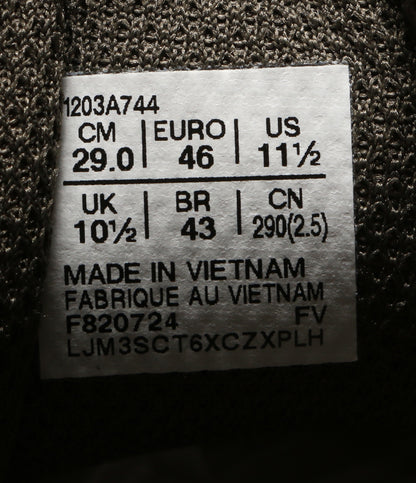 1203A744
CM | EURO | US
29.0 | 46 | 11½
UK | BR | CN
10½ | 43 | 290(2.5)
MADE IN VIETNAM
FABRIQUE AU VIETNAM
F820724 FV
LJM3SCT6XCZXPLH